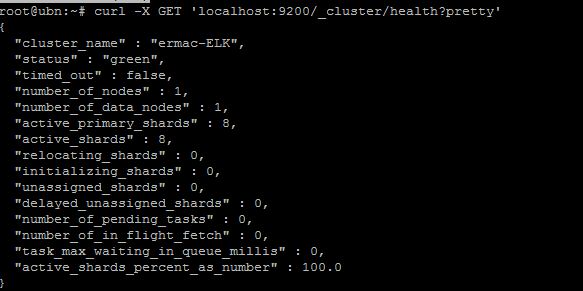 root@ubn:~# curl -X GET 'localhost:9200/_cluster/health?pretty'
{
  "cluster_name" : "ermac-ELK",
  "status" : "green",
  "timed_out" : false,
  "number_of_nodes" : 1,
  "number_of_data_nodes" : 1,
  "active_primary_shards" : 8,
  "active_shards" : 8,
  "relocating_shards" : 0,
  "initializing_shards" : 0,
  "unassigned_shards" : 0,
  "delayed_unassigned_shards" : 0,
  "number_of_pending_tasks" : 0,
  "number_of_in_flight_fetch" : 0,
  "task_max_waiting_in_queue_millis" : 0,
  "active_shards_percent_as_number" : 100.0
}